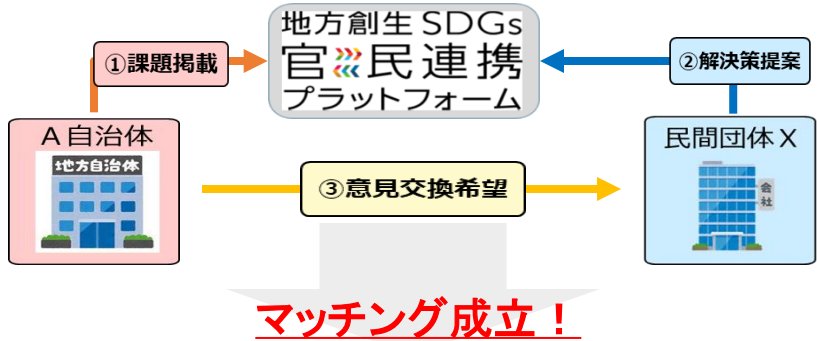 地方創生SDGs
官民連携
プラットフォーム
①課題掲載
②解決策提案
A自治体
地方自治体
民間団体X
会社
③意見交換希望
マッチング成立！